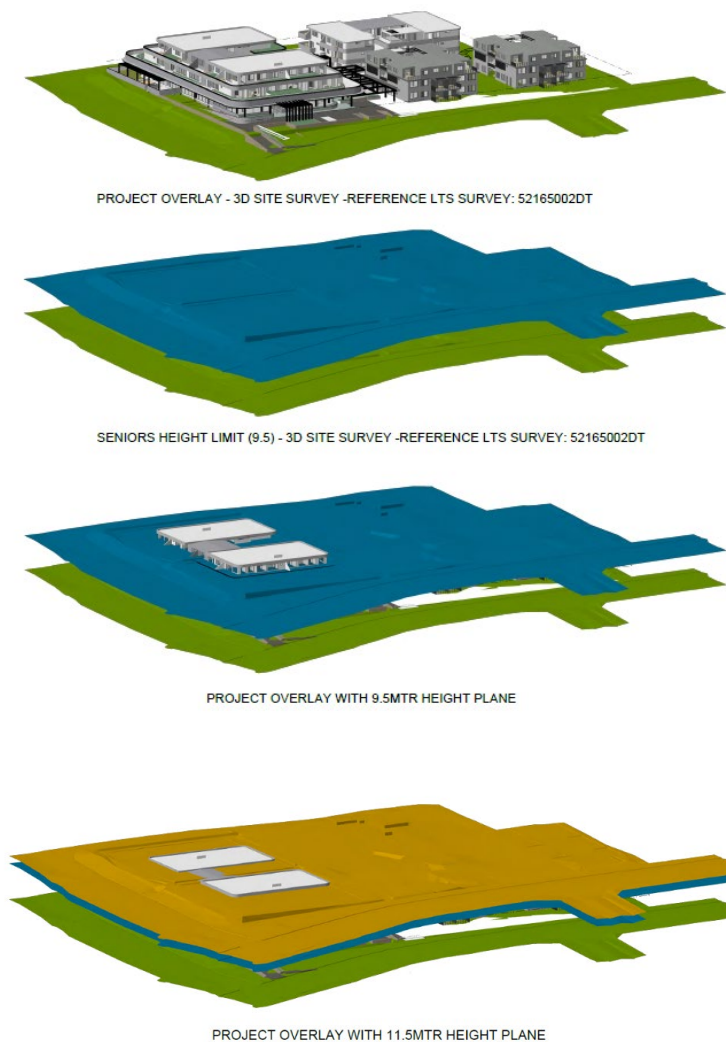 PROJECT OVERLAY - 3D SITE SURVEY -REFERENCE LTS SURVEY: 52165002DT
SENIORS HEIGHT LIMIT (9.5) - 3D SITE SURVEY -REFERENCE LTS SURVEY: 52165002DT
PROJECT OVERLAY WITH 9.5MTR HEIGHT PLANE
PROJECT OVERLAY WITH 11.5MTR HEIGHT PLANE